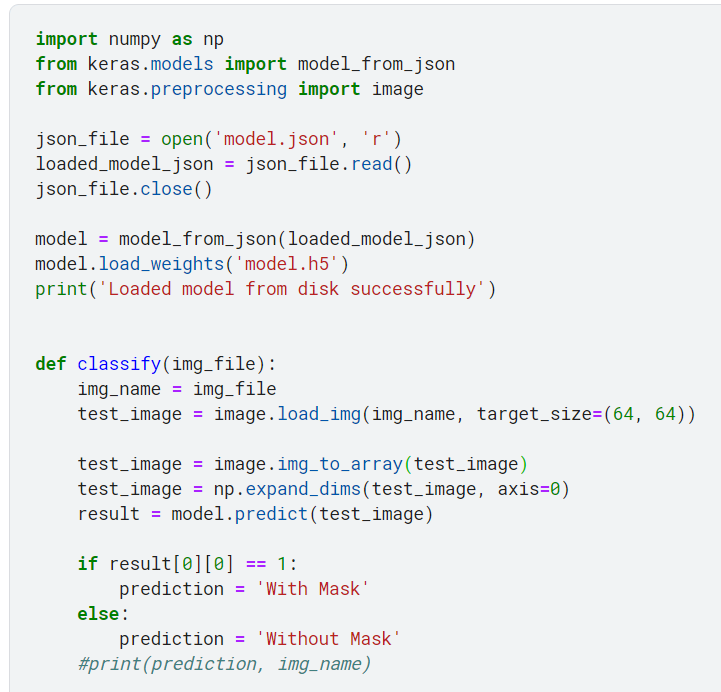 import numpy as np
from keras.models import model_from_json
from keras.preprocessing import image

json_file = open('model.json', 'r')
loaded_model_json = json_file.read()
json_file.close()

model = model_from_json(loaded_model_json)
model.load_weights('model.h5')
print('Loaded model from disk successfully')


def classify(img_file):
    img_name = img_file
    test_image = image.load_img(img_name, target_size=(64, 64))

    test_image = image.img_to_array(test_image)
    test_image = np.expand_dims(test_image, axis=0)
    result = model.predict(test_image)

    if result[0][0] == 1:
        prediction = 'With Mask'
    else:
        prediction = 'Without Mask'
    #print(prediction, img_name)